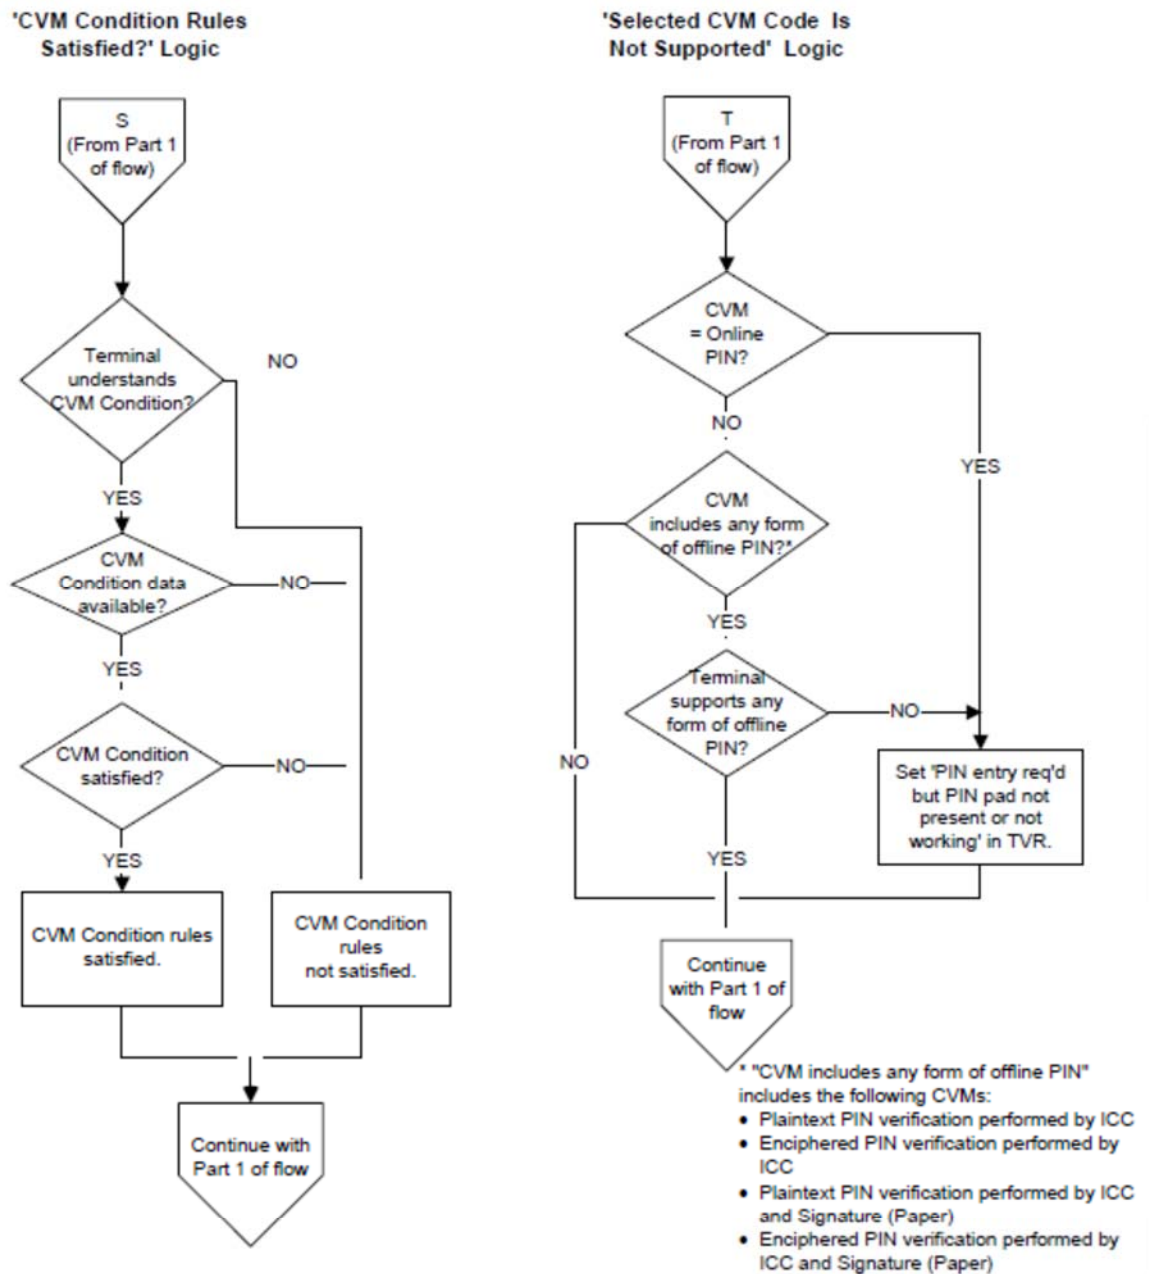 'CVM Condition Rules
Satisfied?' Logic
S
(From Part 1
of flow)
Terminal
understands
CVM Condition?
NO
YES
CVM
Condition data
available?
NO
YES
CVM Condition
satisfied?
NO
YES
CVM Condition rules
satisfied.
CVM Condition
rules
not satisfied.
Continue with
Part 1 of flow
'Selected CVM Code Is
Not Supported' Logic
T
(From Part 1
of flow)
CVM
= Online
PIN?
NO
YES
CVM
includes any form
of offline PIN?*
YES
NO
Terminal
supports any
form of offline
PIN?
NO
YES
Set 'PIN entry req'd
but PIN pad not
present or not
working' in TVR.
Continue
with Part 1 of
flow
* "CVM includes any form of offline PIN"
includes the following CVMs:
• Plaintext PIN verification performed by ICC
• Enciphered PIN verification performed by
ICC
• Plaintext PIN verification performed by ICC
and Signature (Paper)
• Enciphered PIN verification performed by
ICC and Signature (Paper)